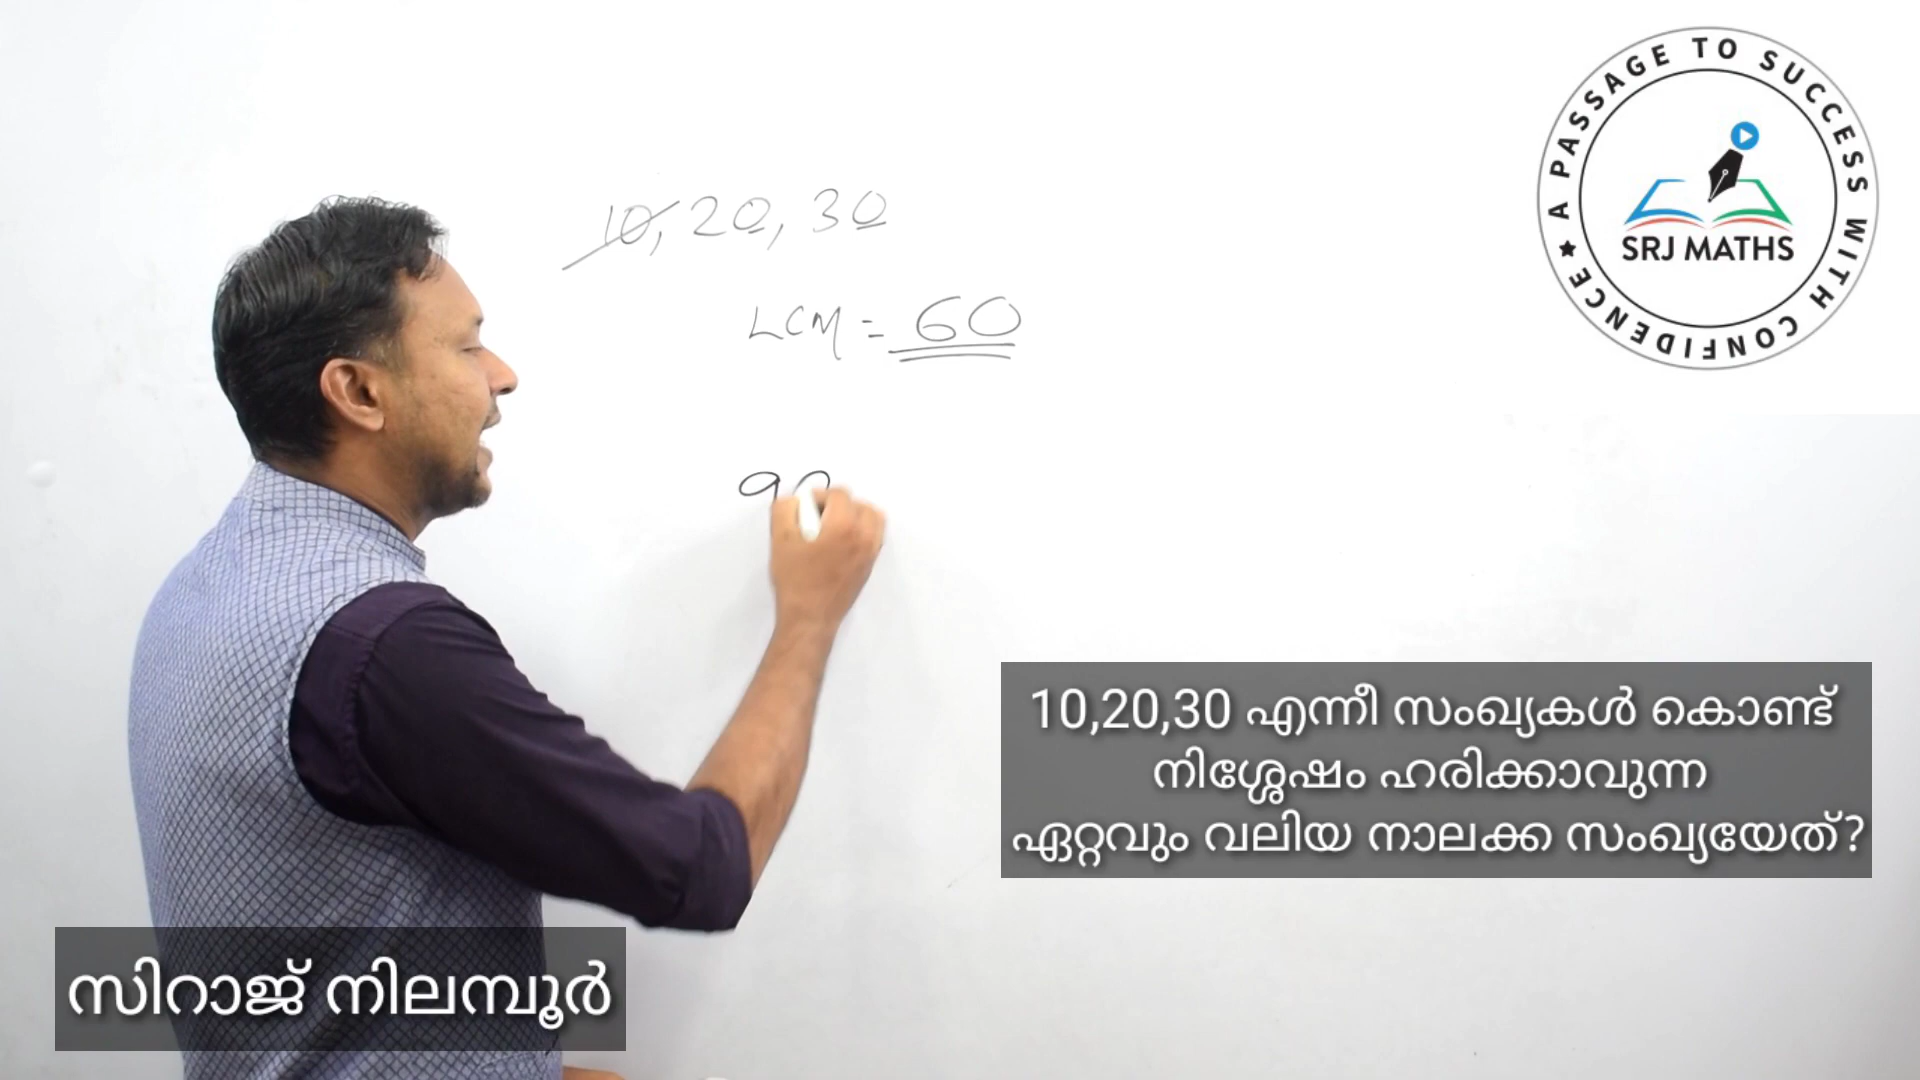 A PASSAGE TO SUCCESS WITH CONFIDENCE ★
SRJ MATHS
10, 20, 30
LCM = 60
99
10,20,30 എന്നീ സംഖ്യകൾ കൊണ്ട്
നിശ്ശേഷം ഹരിക്കാവുന്ന
ഏറ്റവും വലിയ നാലക്ക സംഖ്യയേത്?
സിറാജ് നിലമ്പൂർ